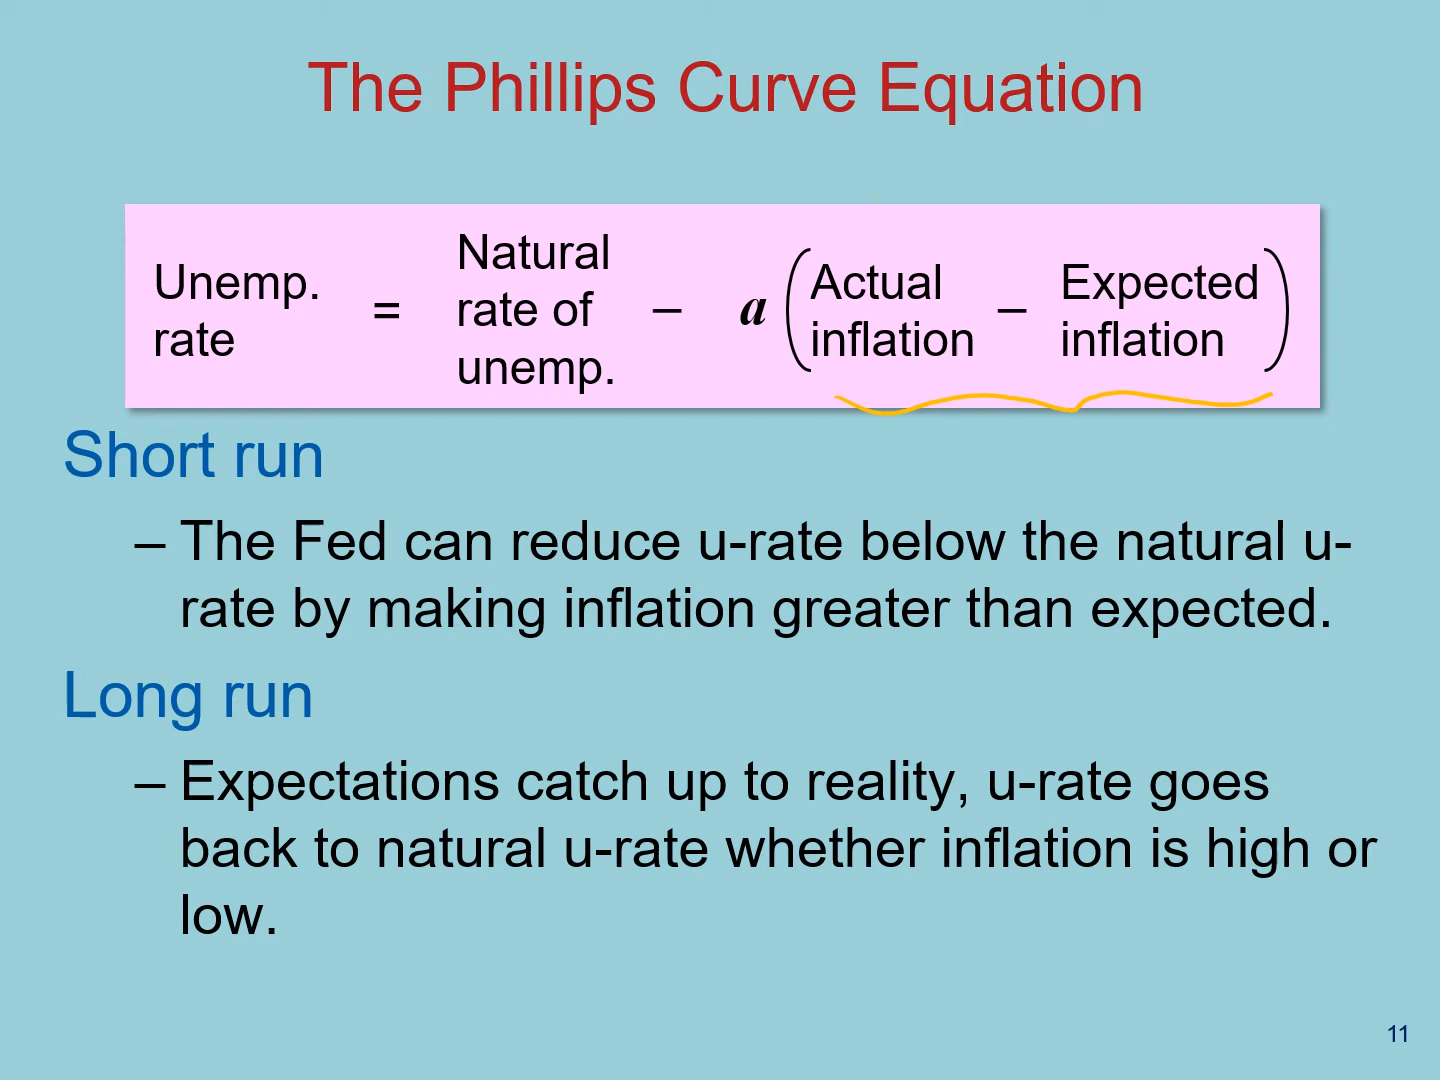 The Phillips Curve Equation
Unemp. rate = Natural rate of unemp. – a (Actual inflation – Expected inflation)
Short run
– The Fed can reduce u-rate below the natural u-
rate by making inflation greater than expected.
Long run
– Expectations catch up to reality, u-rate goes
back to natural u-rate whether inflation is high or
low.
11